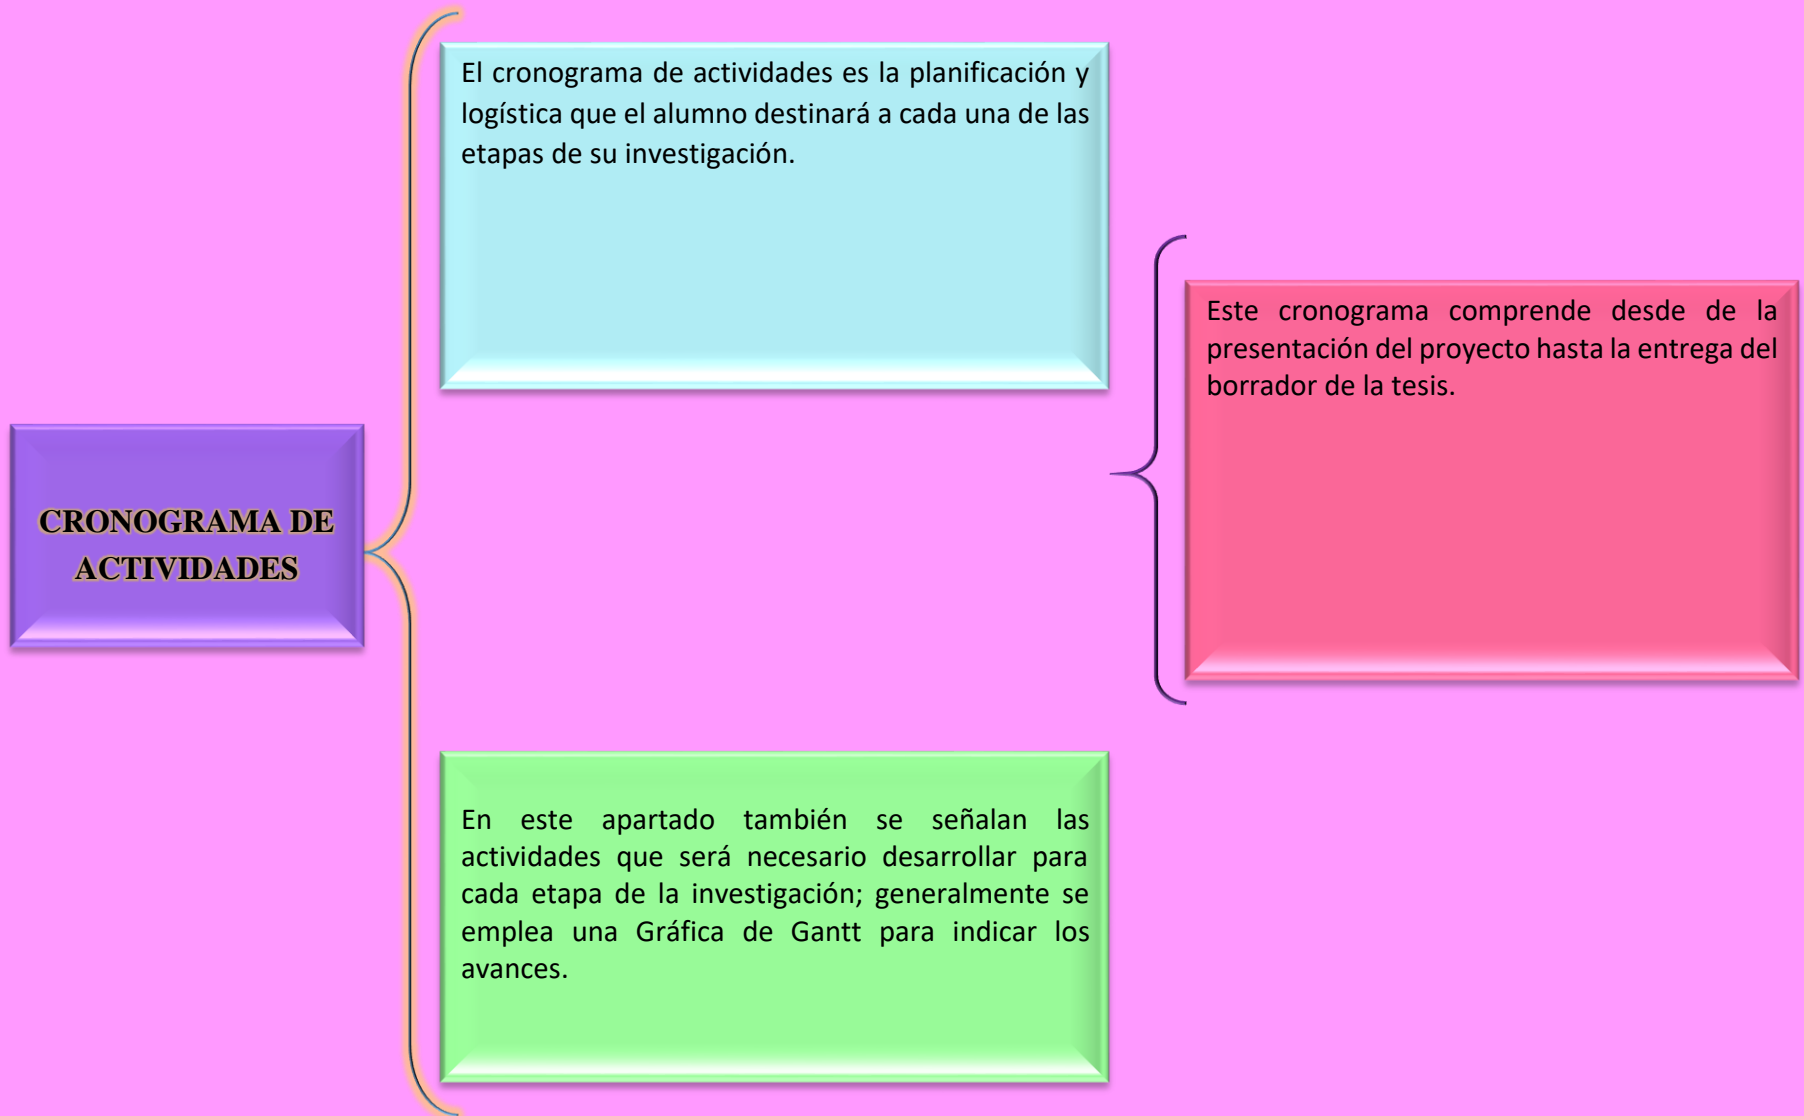 CRONOGRAMA DE
ACTIVIDADES
El cronograma de actividades es la planificación y
logística que el alumno destinará a cada una de las
etapas de su investigación.
Este cronograma comprende desde de la
presentación del proyecto hasta la entrega del
borrador de la tesis.
En este apartado también se señalan las
actividades que será necesario desarrollar para
cada etapa de la investigación; generalmente se
emplea una Gráfica de Gantt para indicar los
avances.